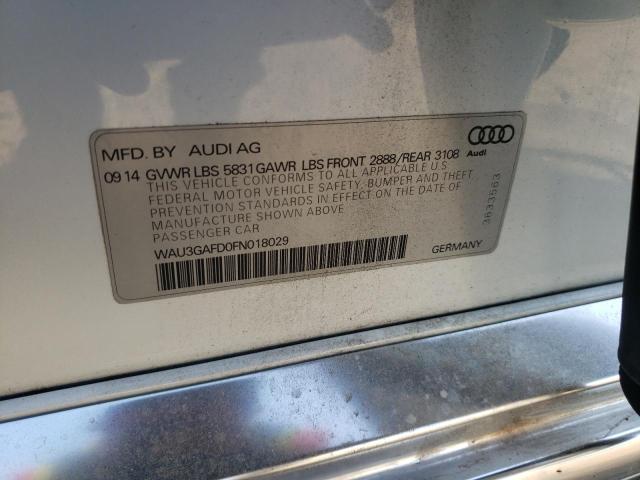 MFD. BY AUDI AG
Audi
09 14 GVWR LBS 5831 GAWR LBS FRONT 2888/REAR 3108
THIS VEHICLE CONFORMS TO ALL APPLICABLE U.S.
FEDERAL MOTOR VEHICLE SAFETY, BUMPER AND THEFT
PREVENTION STANDARDS IN EFFECT ON THE DATE OF
MANUFACTURE SHOWN ABOVE
PASSENGER CAR
WAU3GAFD0FN018029
GERMANY
3633563